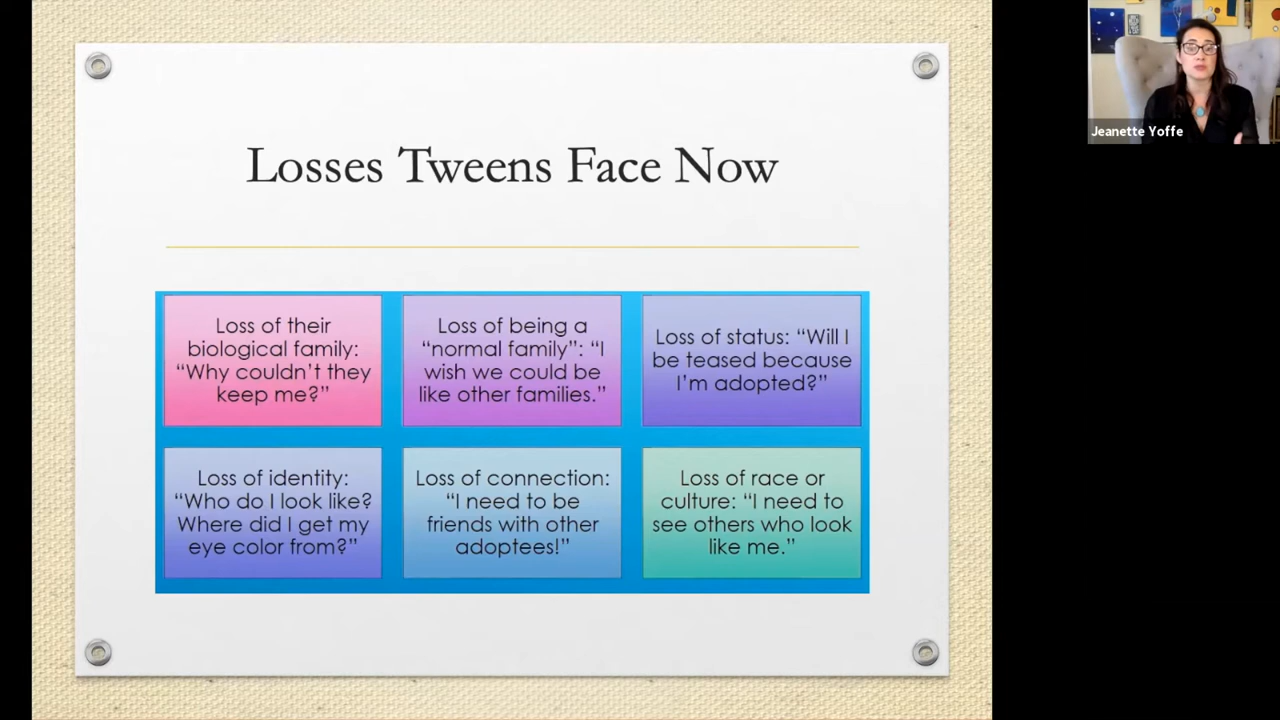 Losses Tweens Face Now
Loss of their
biological family:
“Why couldn’t they
keep me?”
Loss of being a
“normal family”: “I
wish we could be
like other families.”
Loss of status: “Will I
be teased because
I’m adopted?”
Loss of identity:
“Who do I look like?
Where did I get my
eye color from?”
Loss of connection:
“I need to be
friends with other
adoptees!”
Loss of race or
culture: “I need to
see others who look
like me.”
Jeanette Yoffe